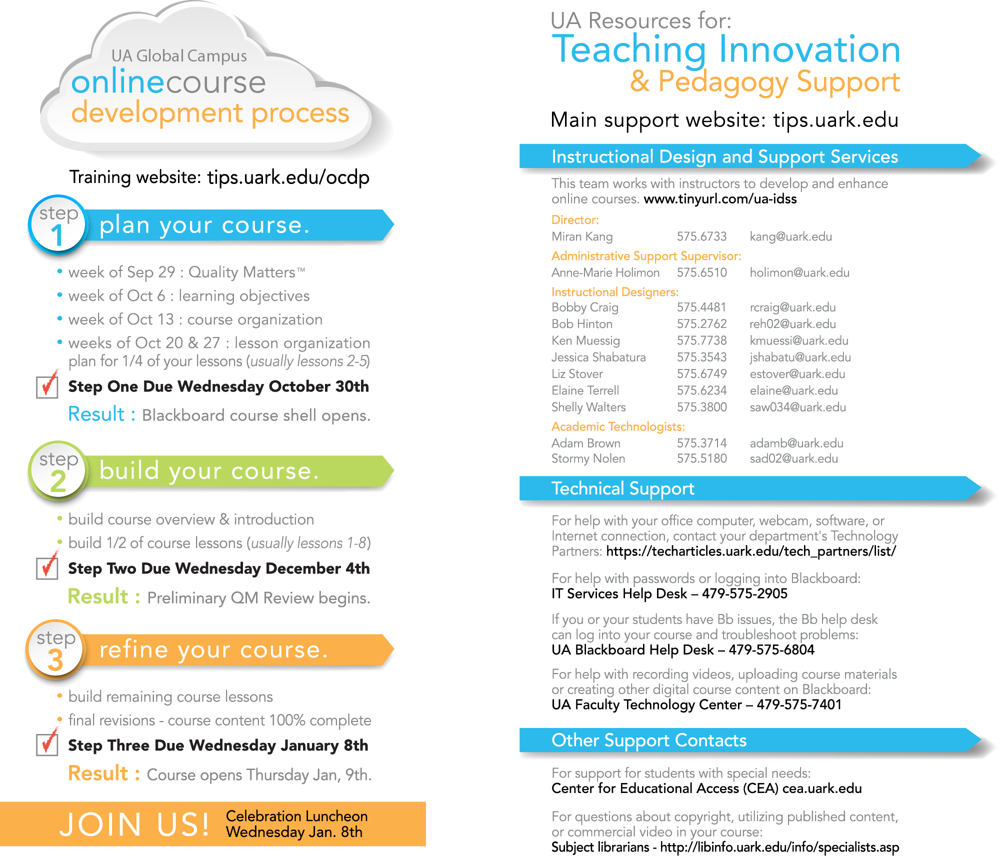 UA Global Campus
onlinecourse
development process
Training website: tips.uark.edu/ocdp
step
1
plan your course.
• week of Sep 29 : Quality Matters™
• week of Oct 6 : learning objectives
• week of Oct 13 : course organization
• weeks of Oct 20 & 27 : lesson organization
plan for 1/4 of your lessons (usually lessons 2-5)
Step One Due Wednesday October 30th
Result : Blackboard course shell opens.
step
2
build your course.
• build course overview & introduction
• build 1/2 of course lessons (usually lessons 1-8)
Step Two Due Wednesday December 4th
Result : Preliminary QM Review begins.
step
3
refine your course.
• build remaining course lessons
• final revisions - course content 100% complete
Step Three Due Wednesday January 8th
Result : Course opens Thursday Jan, 9th.
JOIN US!
Celebration Luncheon
Wednesday Jan. 8th
UA Resources for:
Teaching Innovation
& Pedagogy Support
Main support website: tips.uark.edu
Instructional Design and Support Services
This team works with instructors to develop and enhance
online courses. www.tinyurl.com/ua-idss
Director:
Miran Kang 575.6733 kang@uark.edu
Administrative Support Supervisor:
Anne-Marie Holimon 575.6510 holimon@uark.edu
Instructional Designers:
Bobby Craig 575.4481 rcraig@uark.edu
Bob Hinton 575.2762 reh02@uark.edu
Ken Muessig 575.7738 kmuessi@uark.edu
Jessica Shabatura 575.3543 jshabatu@uark.edu
Liz Stover 575.6749 estover@uark.edu
Elaine Terrell 575.6234 elaine@uark.edu
Shelly Walters 575.3800 saw034@uark.edu
Academic Technologists:
Adam Brown 575.3714 adamb@uark.edu
Stormy Nolen 575.5180 sad02@uark.edu
Technical Support
For help with your office computer, webcam, software, or
Internet connection, contact your department's Technology
Partners: https://techarticles.uark.edu/tech_partners/list/
For help with passwords or logging into Blackboard:
IT Services Help Desk – 479-575-2905
If you or your students have Bb issues, the Bb help desk
can log into your course and troubleshoot problems:
UA Blackboard Help Desk – 479-575-6804
For help with recording videos, uploading course materials
or creating other digital course content on Blackboard:
UA Faculty Technology Center – 479-575-7401
Other Support Contacts
For support for students with special needs:
Center for Educational Access (CEA) cea.uark.edu
For questions about copyright, utilizing published content,
or commercial video in your course:
Subject librarians - http://libinfo.uark.edu/info/specialists.asp